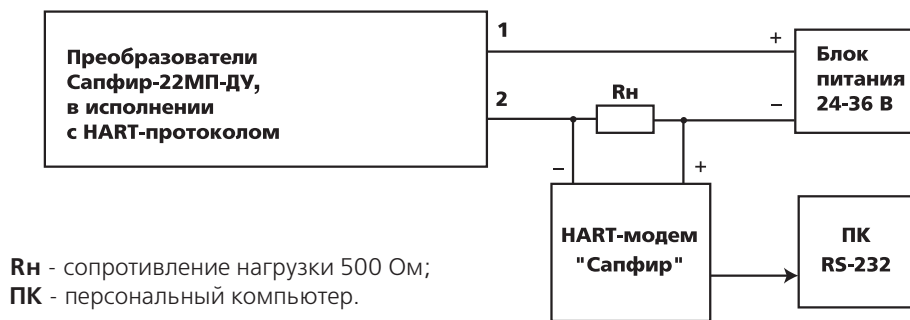 Преобразователи
Сапфир-22МП-ДУ,
в исполнении
с HART-протоколом
1
2
Rн
+
–
Блок
питания
24-36 В
–
+
HART-модем
"Сапфир"
ПК
RS-232
Rн - сопротивление нагрузки 500 Ом;
ПК - персональный компьютер.